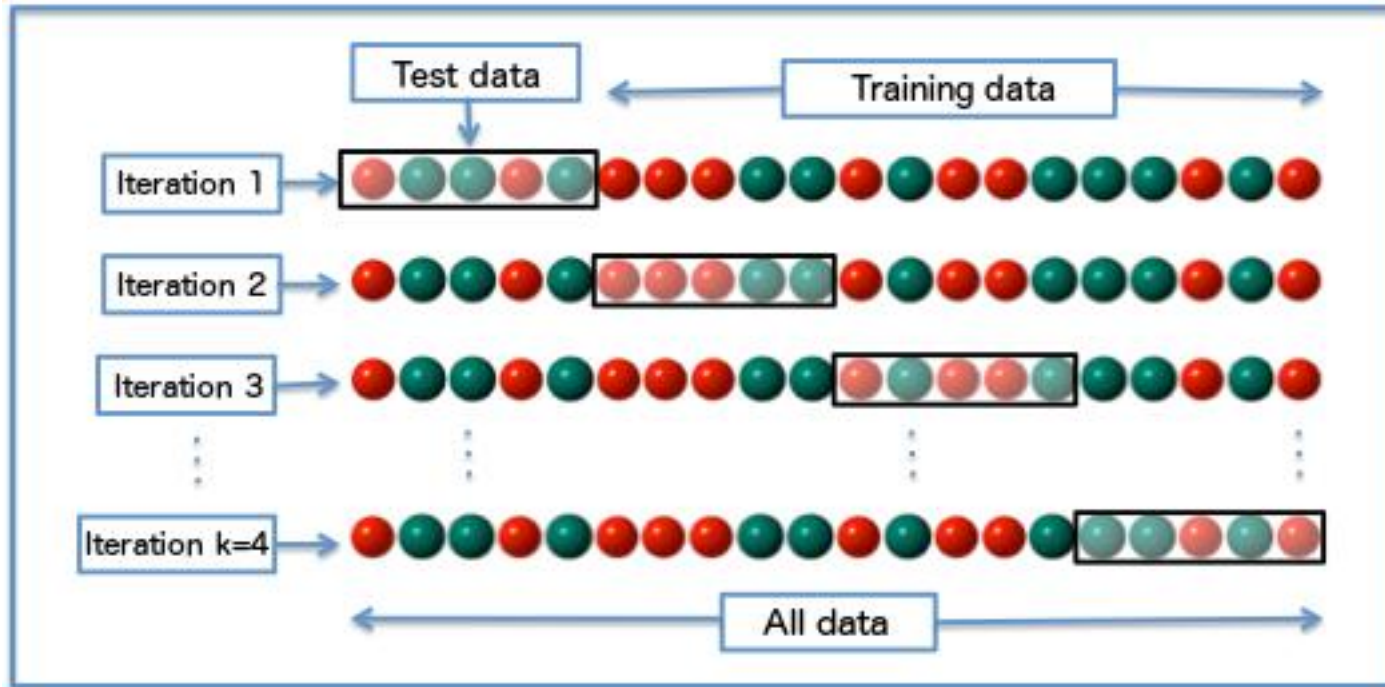 Test data
Training data
Iteration 1
Iteration 2
Iteration 3
Iteration k=4
All data